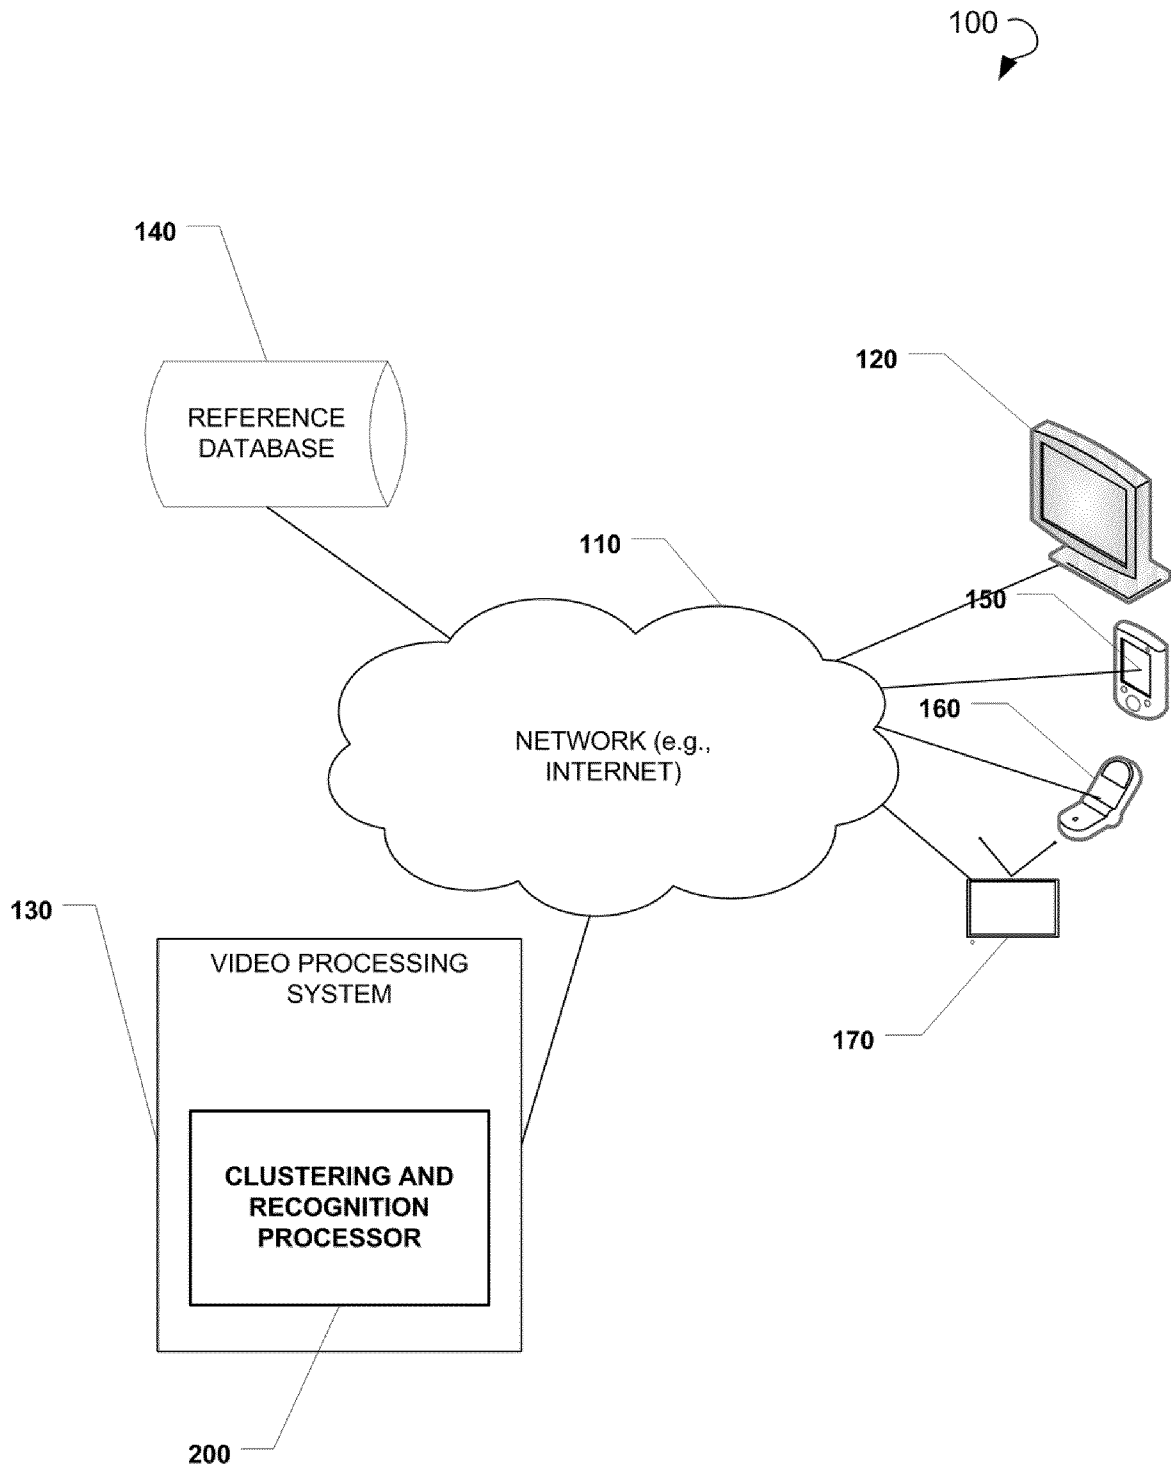 100
140
REFERENCE
DATABASE
120
110
150
160
NETWORK (e.g.,
INTERNET)
130
VIDEO PROCESSING
SYSTEM
170
CLUSTERING AND
RECOGNITION
PROCESSOR
200